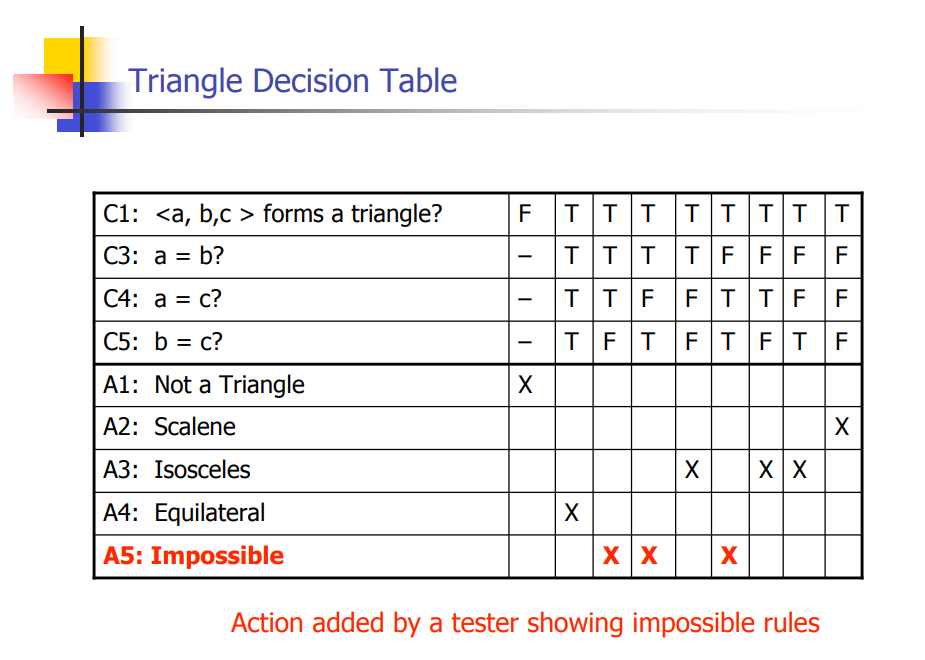 Triangle Decision Table
C1: <a, b,c > forms a triangle? F T T T T T T T T
C3: a = b? – T T T T F F F F
C4: a = c? – T T F F T T F F
C5: b = c? – T F T F T F T F
A1: Not a Triangle X
A2: Scalene X
A3: Isosceles X X X
A4: Equilateral X
A5: Impossible X X X
Action added by a tester showing impossible rules